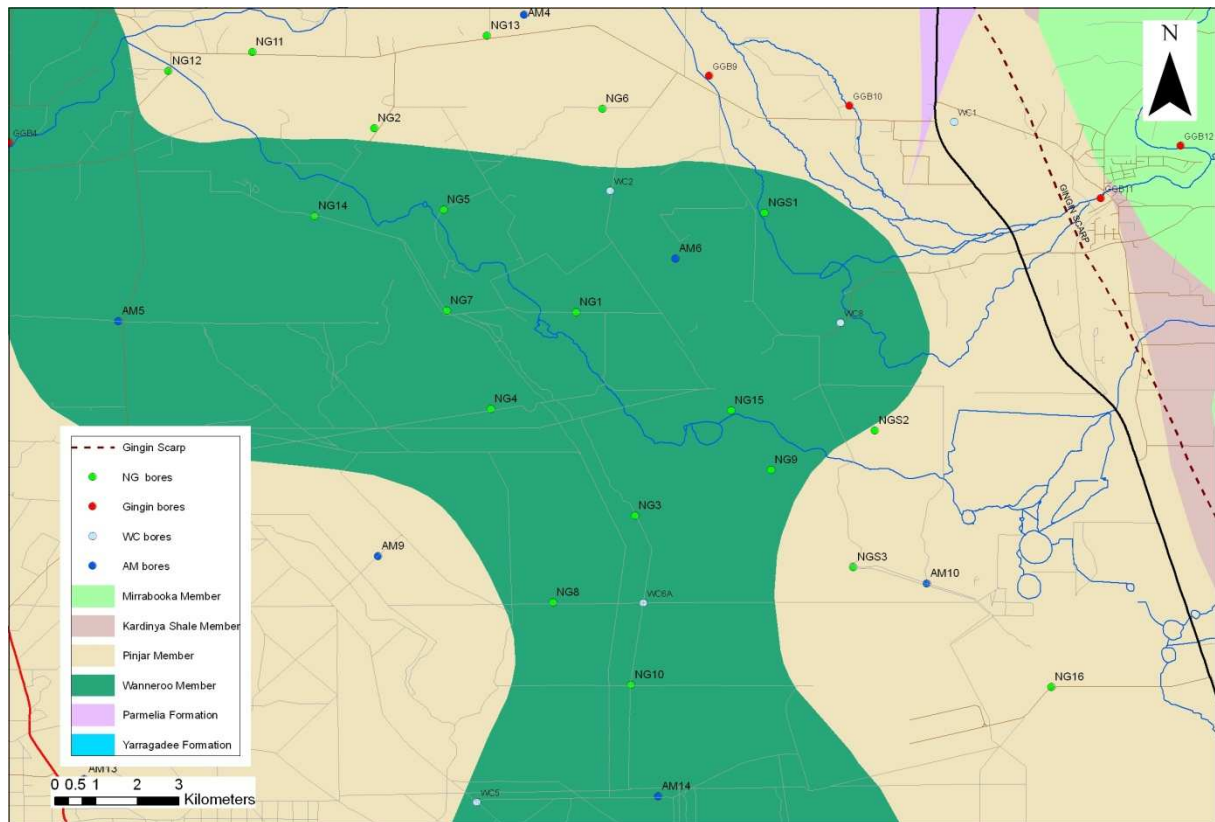 AM4
NG13
N
NG11
NG12
GGB9
GGB10
NG6
WC1
NG2
GGB4
GGB12
WC2
GGB11
NG14
NG5
NGS1
GINGIN SCARP
AM6
AM5
NG7
NG1
WC8
NG4
NG15
NGS2
Gingin Scarp
NG bores
Gingin bores
WC bores
AM bores
Mirrabooka Member
Kardinya Shale Member
Pinjar Member
Wanneroo Member
Parmelia Formation
Yarragadee Formation
NG9
NG3
AM9
NGS3
AM10
NG8
WC6A
NG10
NG16
AM13
0 0.5 1 2 3
Kilometers
AM14
WC5